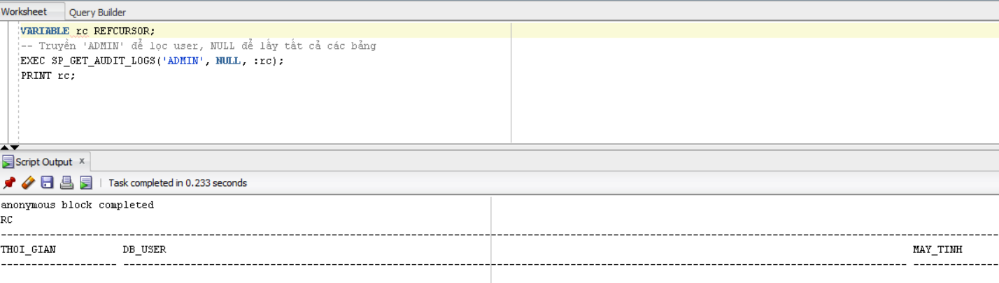 Worksheet Query Builder
VARIABLE rc REFCURSOR;
-- Truyền 'ADMIN' để lọc user, NULL để lấy tất cả các bảng
EXEC SP_GET_AUDIT_LOGS('ADMIN', NULL, :rc);
PRINT rc;
Script Output x
Task completed in 0.233 seconds
anonymous block completed
RC
THOI_GIAN DB_USER MAY_TINH